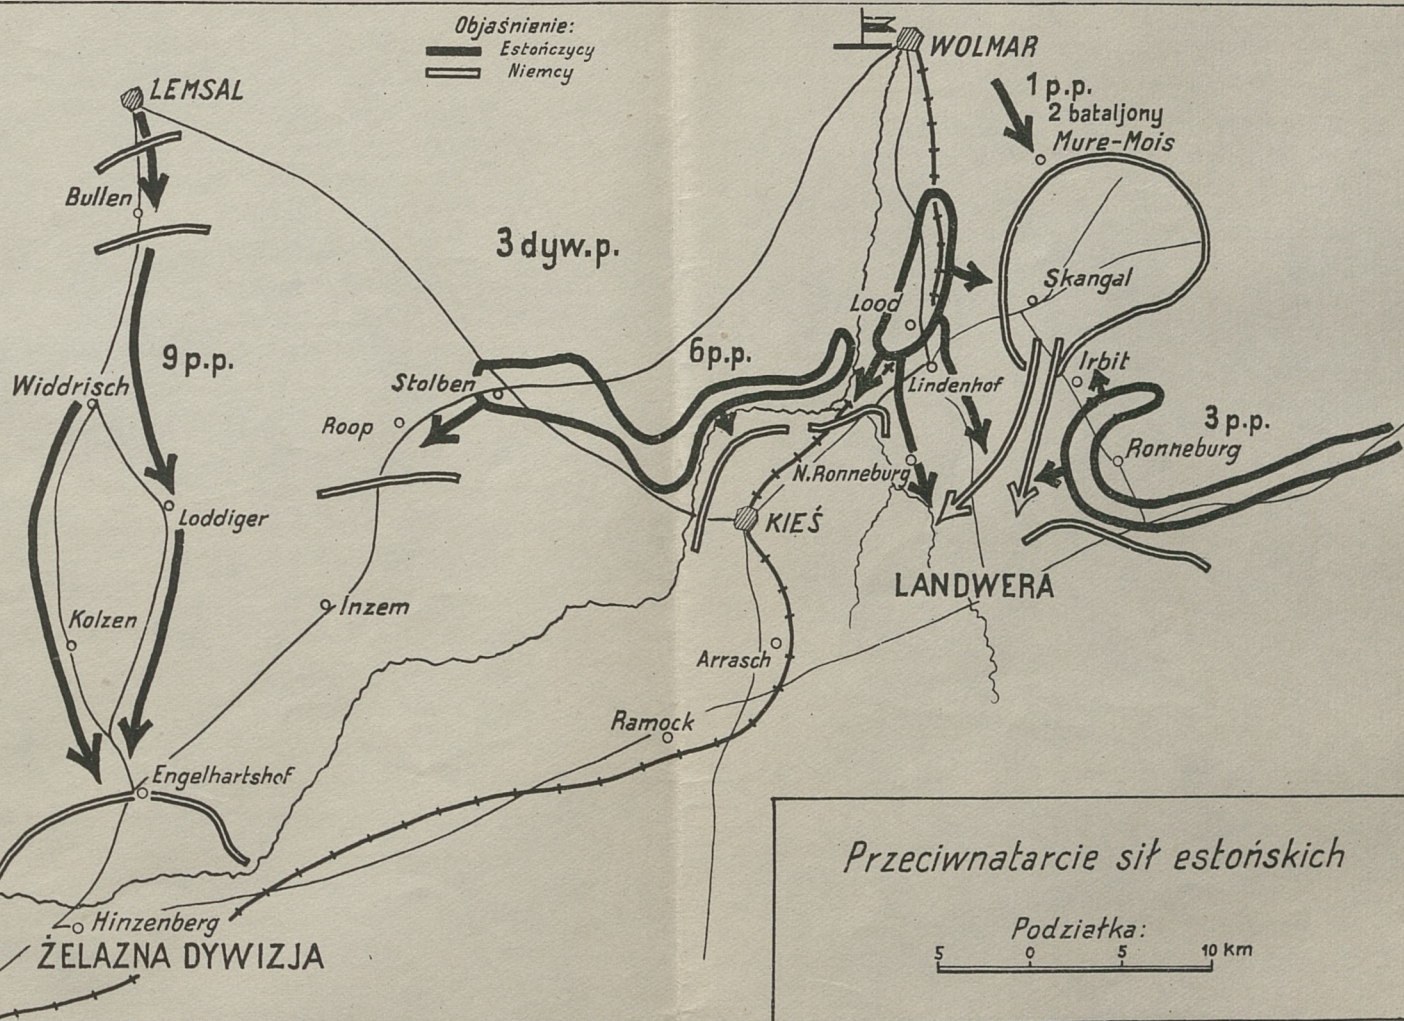 Objaśnienie:
Estończycy
Niemcy
WOLMAR
LEMSAL
1 p.p.
2 bataljony
Mure-Mois
Bullen
3 dyw.p.
Skangal
Lood
9 p.p.
6 p.p.
Widdrisch
Stolben
Lindenhof
Irbit
Roop
3 p.p.
Ronneburg
N.Ronneburg
Loddiger
KIEŚ
LANDWERA
Kolzen
Inzem
Arrasch
Ramock
Engelhartshof
Hinzenberg
ŻELAZNA DYWIZJA
Przeciwnatarcie sił estońskich
Podziałka:
5 0 5 10 km